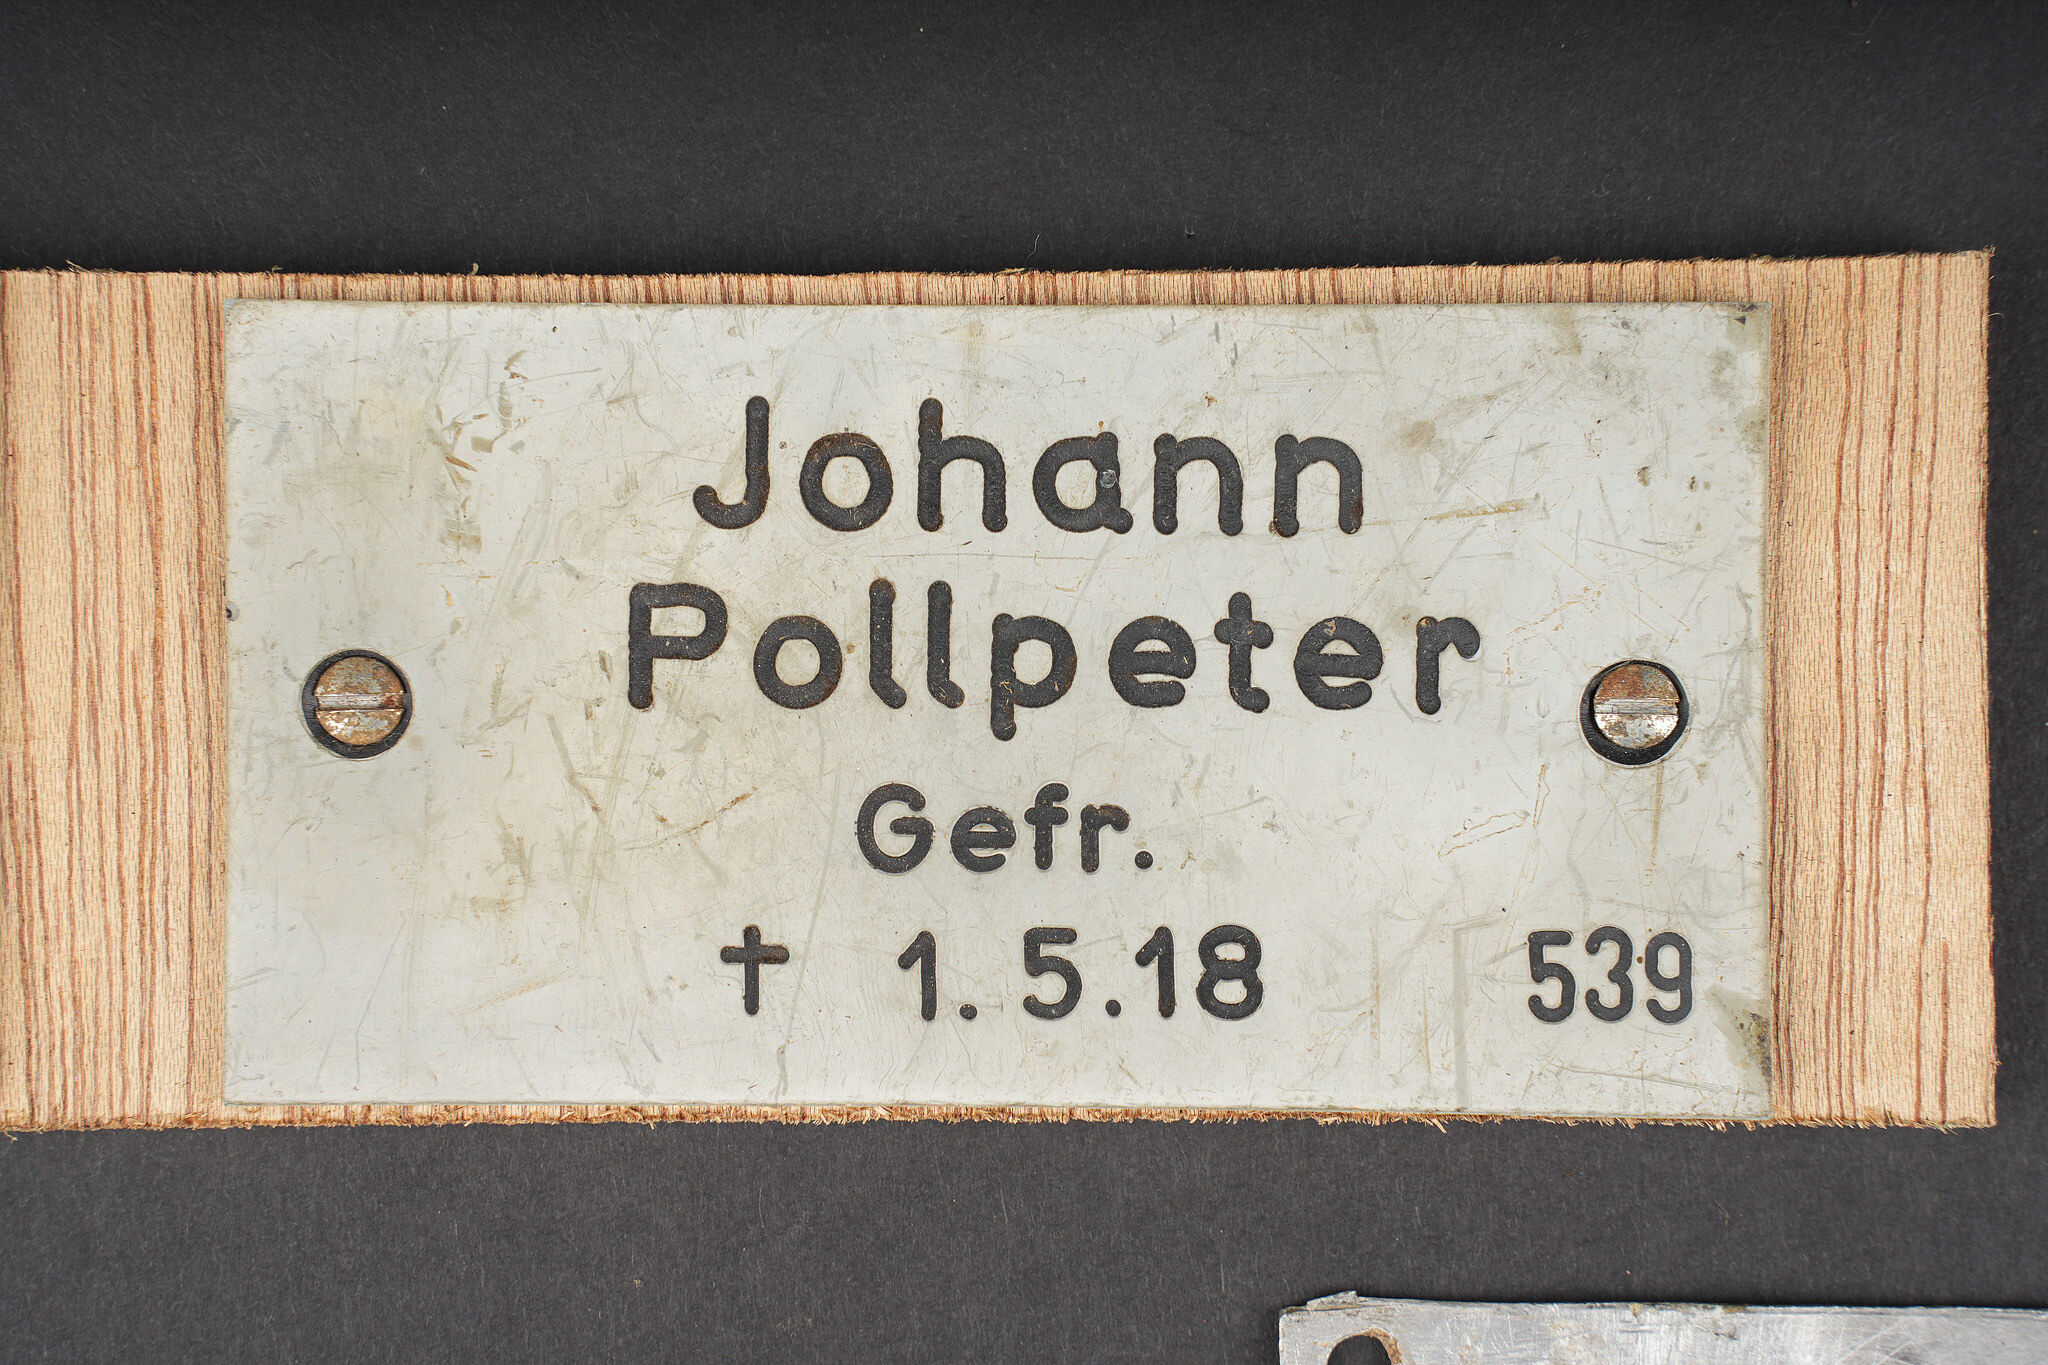 Johann
Pollpeter
Gefr.
† 1.5.18 539